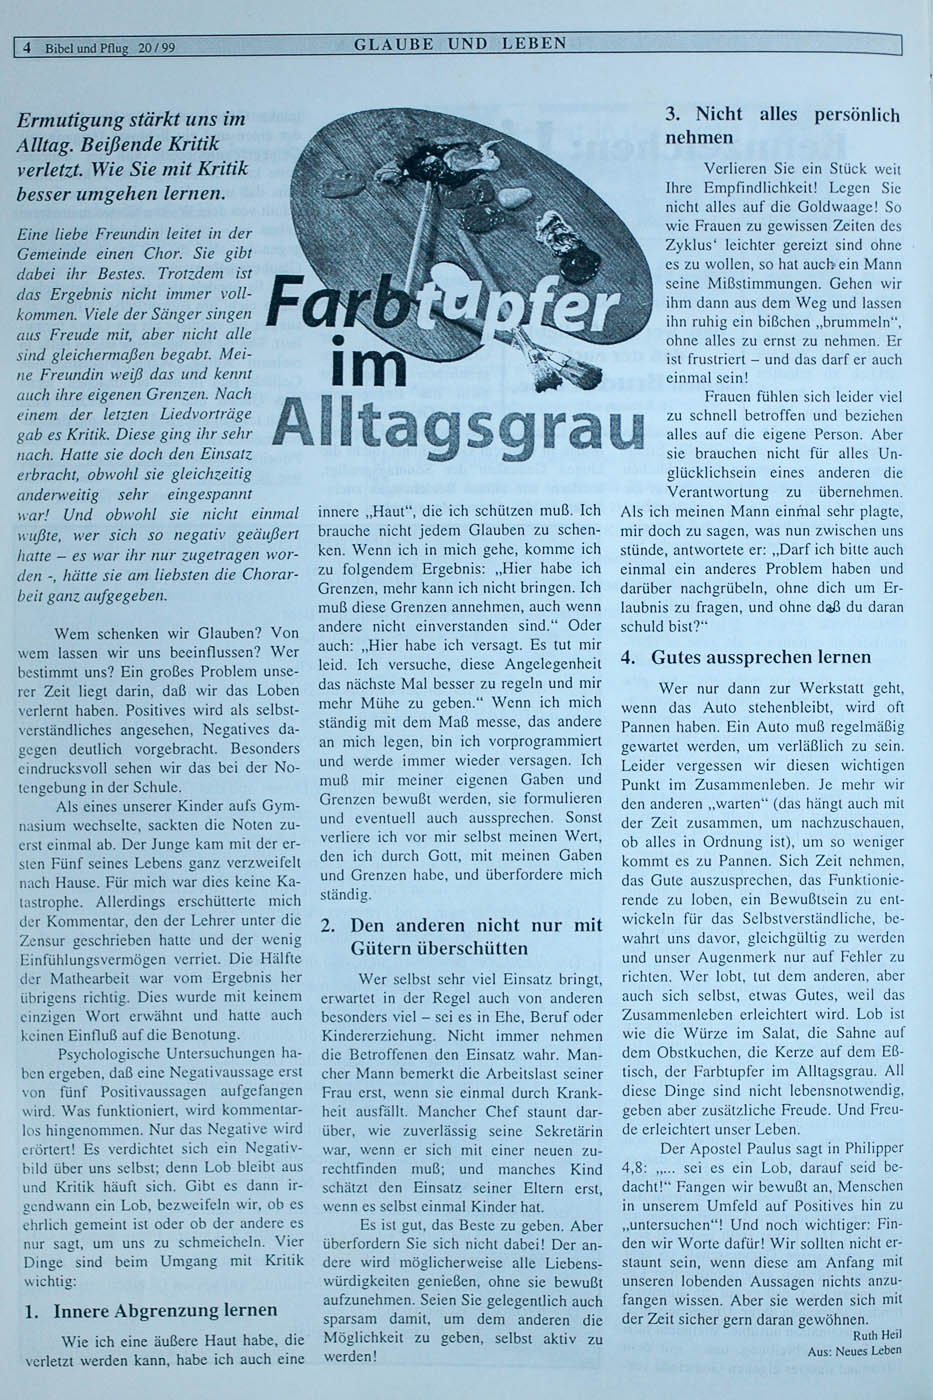 4 Bibel und Pflug 20/99
GLAUBE UND LEBEN
Ermutigung stärkt uns im
Alltag. Beißende Kritik
verletzt. Wie Sie mit Kritik
besser umgehen lernen.
Eine liebe Freundin leitet in der
Gemeinde einen Chor. Sie gibt
dabei ihr Bestes. Trotzdem ist
das Ergebnis nicht immer voll-
kommen. Viele der Sänger singen
aus Freude mit, aber nicht alle
sind gleichermaßen begabt. Mei-
ne Freundin weiß das und kennt
auch ihre eigenen Grenzen. Nach
einem der letzten Liedvorträge
gab es Kritik. Diese ging ihr sehr
nach. Hatte sie doch den Einsatz
erbracht, obwohl sie gleichzeitig
anderweitig sehr eingespannt
war! Und obwohl sie nicht einmal
wußte, wer sich so negativ geäußert
hatte – es war ihr nur zugetragen wor-
den -, hätte sie am liebsten die Chorar-
beit ganz aufgegeben.
Wem schenken wir Glauben? Von
wem lassen wir uns beeinflussen? Wer
bestimmt uns? Ein großes Problem unse-
rer Zeit liegt darin, daß wir das Loben
verlernt haben. Positives wird als selbst-
verständliches angesehen, Negatives da-
gegen deutlich vorgebracht. Besonders
eindrucksvoll sehen wir das bei der No-
tengebung in der Schule.
Als eines unserer Kinder aufs Gym-
nasium wechselte, sackten die Noten zu-
erst einmal ab. Der Junge kam mit der er-
sten Fünf seines Lebens ganz verzweifelt
nach Hause. Für mich war dies keine Ka-
tastrophe. Allerdings erschütterte mich
der Kommentar, den der Lehrer unter die
Zensur geschrieben hatte und der wenig
Einfühlungsvermögen verriet. Die Hälfte
der Mathearbeit war vom Ergebnis her
übrigens richtig. Dies wurde mit keinem
einzigen Wort erwähnt und hatte auch
keinen Einfluß auf die Benotung.
Psychologische Untersuchungen ha-
ben ergeben, daß eine Negativaussage erst
von fünf Positivaussagen aufgefangen
wird. Was funktioniert, wird kommentar-
los hingenommen. Nur das Negative wird
erörtert! Es verdichtet sich ein Negativ-
bild über uns selbst; denn Lob bleibt aus
und Kritik häuft sich. Gibt es dann ir-
gendwann ein Lob, bezweifeln wir, ob es
ehrlich gemeint ist oder ob der andere es
nur sagt, um uns zu schmeicheln. Vier
Dinge sind beim Umgang mit Kritik
wichtig:
1. Innere Abgrenzung lernen
Wie ich eine äußere Haut habe, die
verletzt werden kann, habe ich auch eine
Farbtupfer
im
Alltagsgrau
innere „Haut“, die ich schützen muß. Ich
brauche nicht jedem Glauben zu schen-
ken. Wenn ich in mich gehe, komme ich
zu folgendem Ergebnis: „Hier habe ich
Grenzen, mehr kann ich nicht bringen. Ich
muß diese Grenzen annehmen, auch wenn
andere nicht einverstanden sind.“ Oder
auch: „Hier habe ich versagt. Es tut mir
leid. Ich versuche, diese Angelegenheit
das nächste Mal besser zu regeln und mir
mehr Mühe zu geben.“ Wenn ich mich
ständig mit dem Maß messe, das andere
an mich legen, bin ich vorprogrammiert
und werde immer wieder versagen. Ich
muß mir meiner eigenen Gaben und
Grenzen bewußt werden, sie formulieren
und eventuell auch aussprechen. Sonst
verliere ich vor mir selbst meinen Wert,
den ich durch Gott, mit meinen Gaben
und Grenzen habe, und überfordere mich
ständig.
2. Den anderen nicht nur mit
Gütern überschütten
Wer selbst sehr viel Einsatz bringt,
erwartet in der Regel auch von anderen
besonders viel – sei es in Ehe, Beruf oder
Kindererziehung. Nicht immer nehmen
die Betroffenen den Einsatz wahr. Man-
cher Mann bemerkt die Arbeitslast seiner
Frau erst, wenn sie einmal durch Krank-
heit ausfällt. Mancher Chef staunt dar-
über, wie zuverlässig seine Sekretärin
war, wenn er sich mit einer neuen zu-
rechtfinden muß; und manches Kind
schätzt den Einsatz seiner Eltern erst,
wenn es selbst einmal Kinder hat.
Es ist gut, das Beste zu geben. Aber
überfordern Sie sich nicht dabei! Der an-
dere wird möglicherweise alle Liebens-
würdigkeiten genießen, ohne sie bewußt
aufzunehmen. Seien Sie gelegentlich auch
sparsam damit, um dem anderen die
Möglichkeit zu geben, selbst aktiv zu
werden!
3. Nicht alles persönlich
nehmen
Verlieren Sie ein Stück weit
Ihre Empfindlichkeit! Legen Sie
nicht alles auf die Goldwaage! So
wie Frauen zu gewissen Zeiten des
Zyklus‘ leichter gereizt sind ohne
es zu wollen, so hat auch ein Mann
seine Mißstimmungen. Gehen wir
ihm dann aus dem Weg und lassen
ihn ruhig ein bißchen „brummeln“,
ohne alles zu ernst zu nehmen. Er
ist frustriert – und das darf er auch
einmal sein!
Frauen fühlen sich leider viel
zu schnell betroffen und beziehen
alles auf die eigene Person. Aber
sie brauchen nicht für alles Un-
glücklichsein eines anderen die
Verantwortung zu übernehmen.
Als ich meinen Mann einmal sehr plagte,
mir doch zu sagen, was nun zwischen uns
stünde, antwortete er: „Darf ich bitte auch
einmal ein anderes Problem haben und
darüber nachgrübeln, ohne dich um Er-
laubnis zu fragen, und ohne daß du daran
schuld bist?“
4. Gutes aussprechen lernen
Wer nur dann zur Werkstatt geht,
wenn das Auto stehenbleibt, wird oft
Pannen haben. Ein Auto muß regelmäßig
gewartet werden, um verläßlich zu sein.
Leider vergessen wir diesen wichtigen
Punkt im Zusammenleben. Je mehr wir
den anderen „warten“ (das hängt auch mit
der Zeit zusammen, um nachzuschauen,
ob alles in Ordnung ist), um so weniger
kommt es zu Pannen. Sich Zeit nehmen,
das Gute auszusprechen, das Funktionie-
rende zu loben, ein Bewußtsein zu ent-
wickeln für das Selbstverständliche, be-
wahrt uns davor, gleichgültig zu werden
und unser Augenmerk nur auf Fehler zu
richten. Wer lobt, tut dem anderen, aber
auch sich selbst, etwas Gutes, weil das
Zusammenleben erleichtert wird. Lob ist
wie die Würze im Salat, die Sahne auf
dem Obstkuchen, die Kerze auf dem Eß-
tisch, der Farbtupfer im Alltagsgrau. All
diese Dinge sind nicht lebensnotwendig,
geben aber zusätzliche Freude. Und Freu-
de erleichtert unser Leben.
Der Apostel Paulus sagt in Philipper
4,8: „... sei es ein Lob, darauf seid be-
dacht!“ Fangen wir bewußt an, Menschen
in unserem Umfeld auf Positives hin zu
„untersuchen“! Und noch wichtiger: Fin-
den wir Worte dafür! Wir sollten nicht er-
staunt sein, wenn diese am Anfang mit
unseren lobenden Aussagen nichts anzu-
fangen wissen. Aber sie werden sich mit
der Zeit sicher gern daran gewöhnen.
Ruth Heil
Aus: Neues Leben